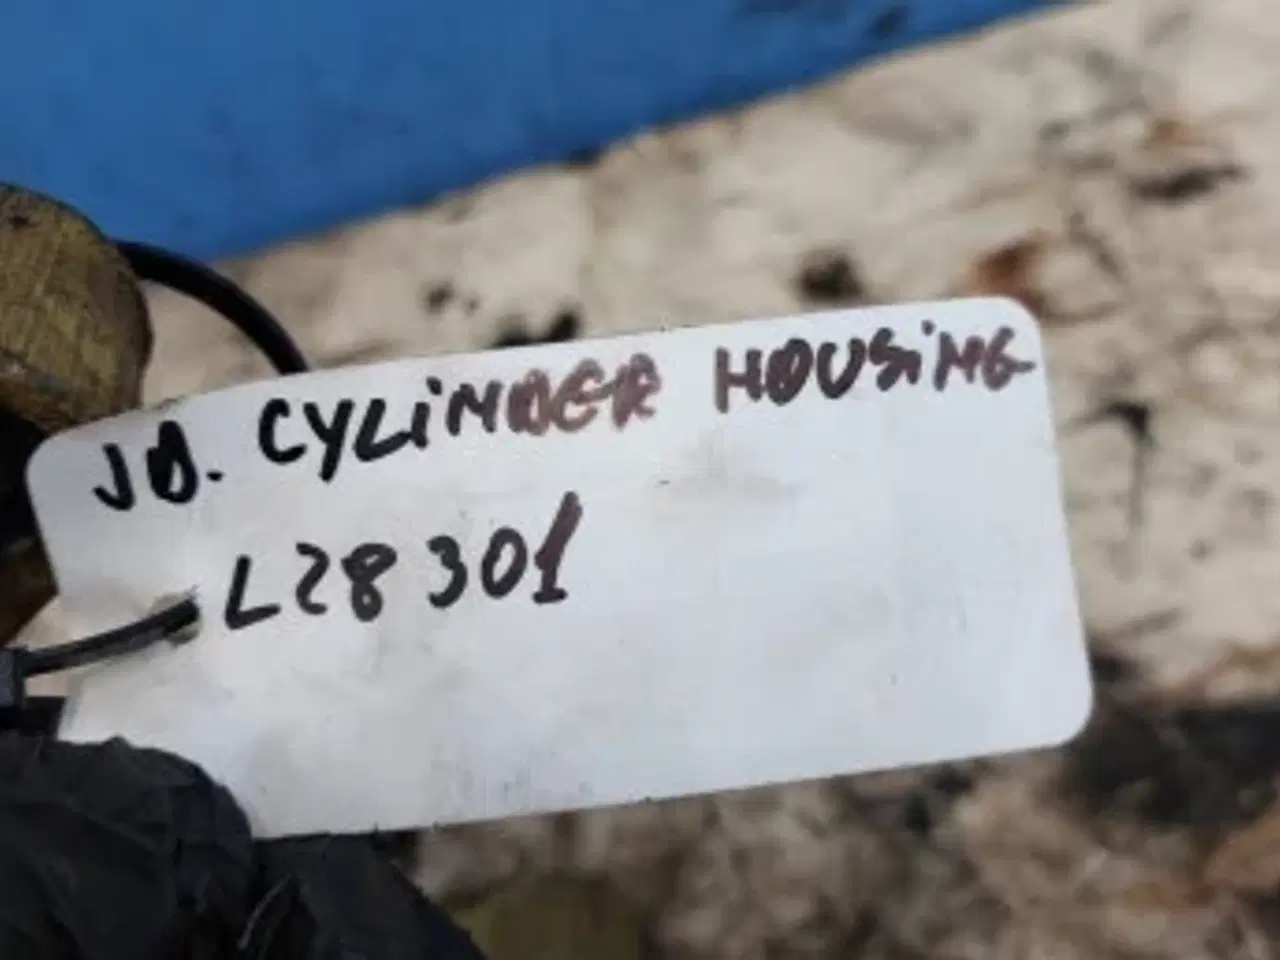 JD. CYLiNDER HOUSiNG
L28301